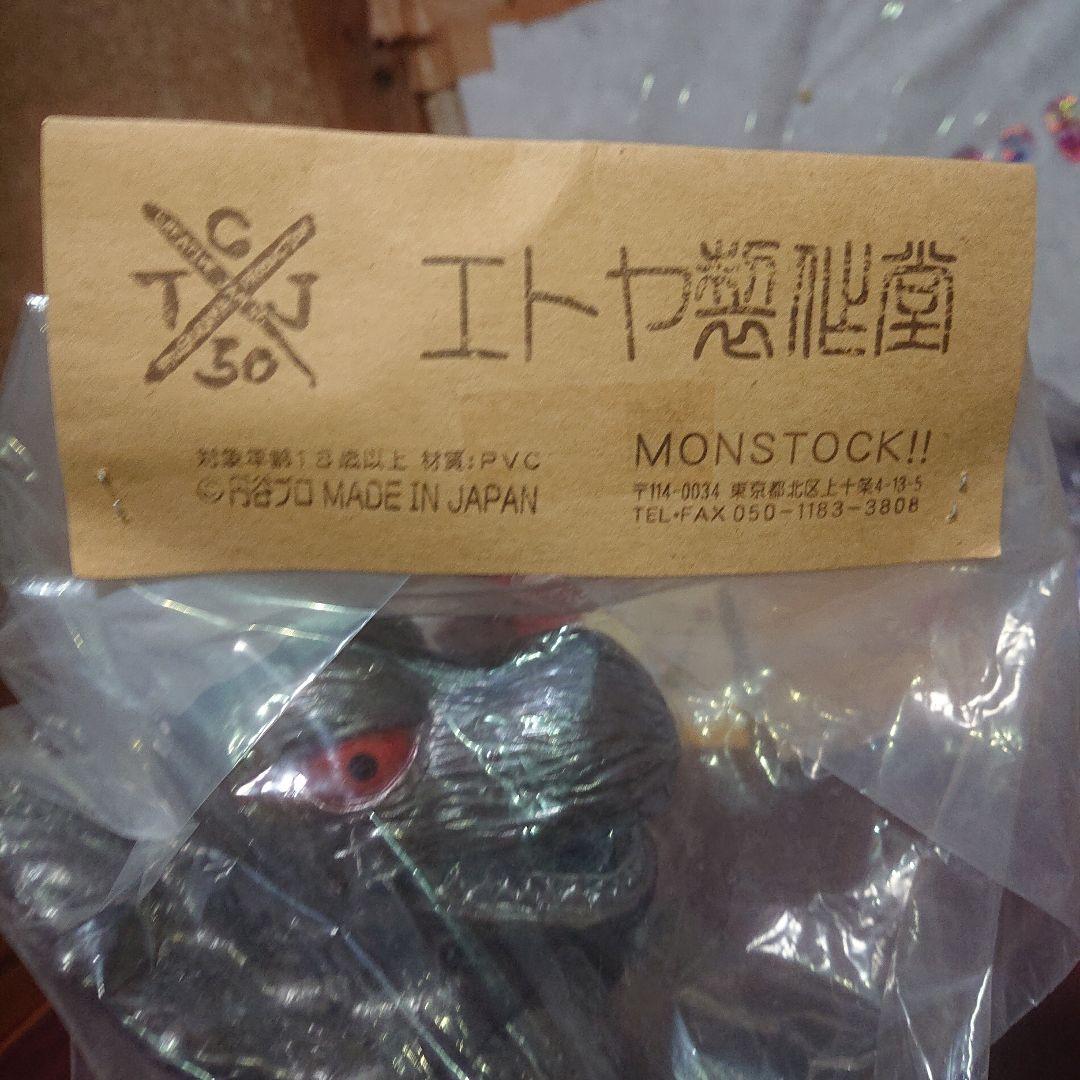 C
T J
50
エトヤ製作堂
対象年齢15歳以上 材質:PVC
©円谷プロ MADE IN JAPAN
MONSTOCK!!
〒114-0034 東京都北区上十条4-13-5
TEL・FAX 050-1183-3808